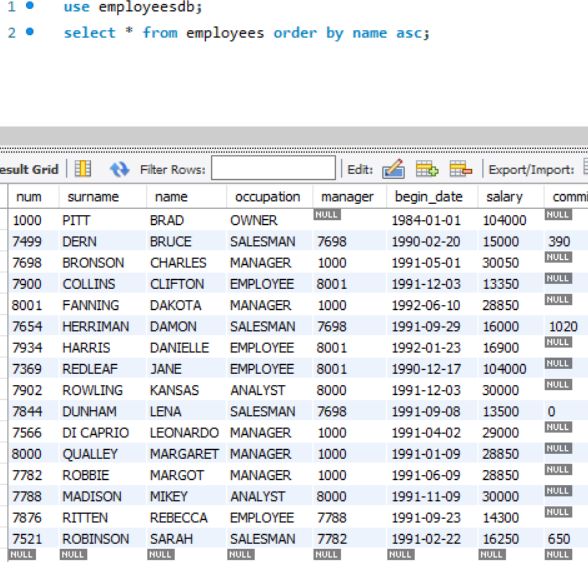 1 use employeesdb;
2 select * from employees order by name asc;
esult Grid Filter Rows: Edit: Export/Import:
num surname name occupation manager begin_date salary commi
1000 PITT BRAD OWNER NULL 1984-01-01 104000 NULL
7499 DERN BRUCE SALESMAN 7698 1990-02-20 15000 390
7698 BRONSON CHARLES MANAGER 1000 1991-05-01 30050 NULL
7900 COLLINS CLIFTON EMPLOYEE 8001 1991-12-03 13350 NULL
8001 FANNING DAKOTA MANAGER 1000 1992-06-10 28850 NULL
7654 HERRIMAN DAMON SALESMAN 7698 1991-09-29 16000 1020
7934 HARRIS DANIELLE EMPLOYEE 8001 1992-01-23 16900 NULL
7369 REDLEAF JANE EMPLOYEE 8001 1990-12-17 104000 NULL
7902 ROWLING KANSAS ANALYST 8000 1991-12-03 30000 NULL
7844 DUNHAM LENA SALESMAN 7698 1991-09-08 13500 0
7566 DI CAPRIO LEONARDO MANAGER 1000 1991-04-02 29000 NULL
8000 QUALLEY MARGARET MANAGER 1000 1991-01-09 28850 NULL
7782 ROBBIE MARGOT MANAGER 1000 1991-06-09 28850 NULL
7788 MADISON MIKEY ANALYST 8000 1991-11-09 30000 NULL
7876 RITTEN REBECCA EMPLOYEE 7788 1991-09-23 14300 NULL
7521 ROBINSON SARAH SALESMAN 7782 1991-02-22 16250 650
NULL NULL NULL NULL NULL NULL NULL NULL